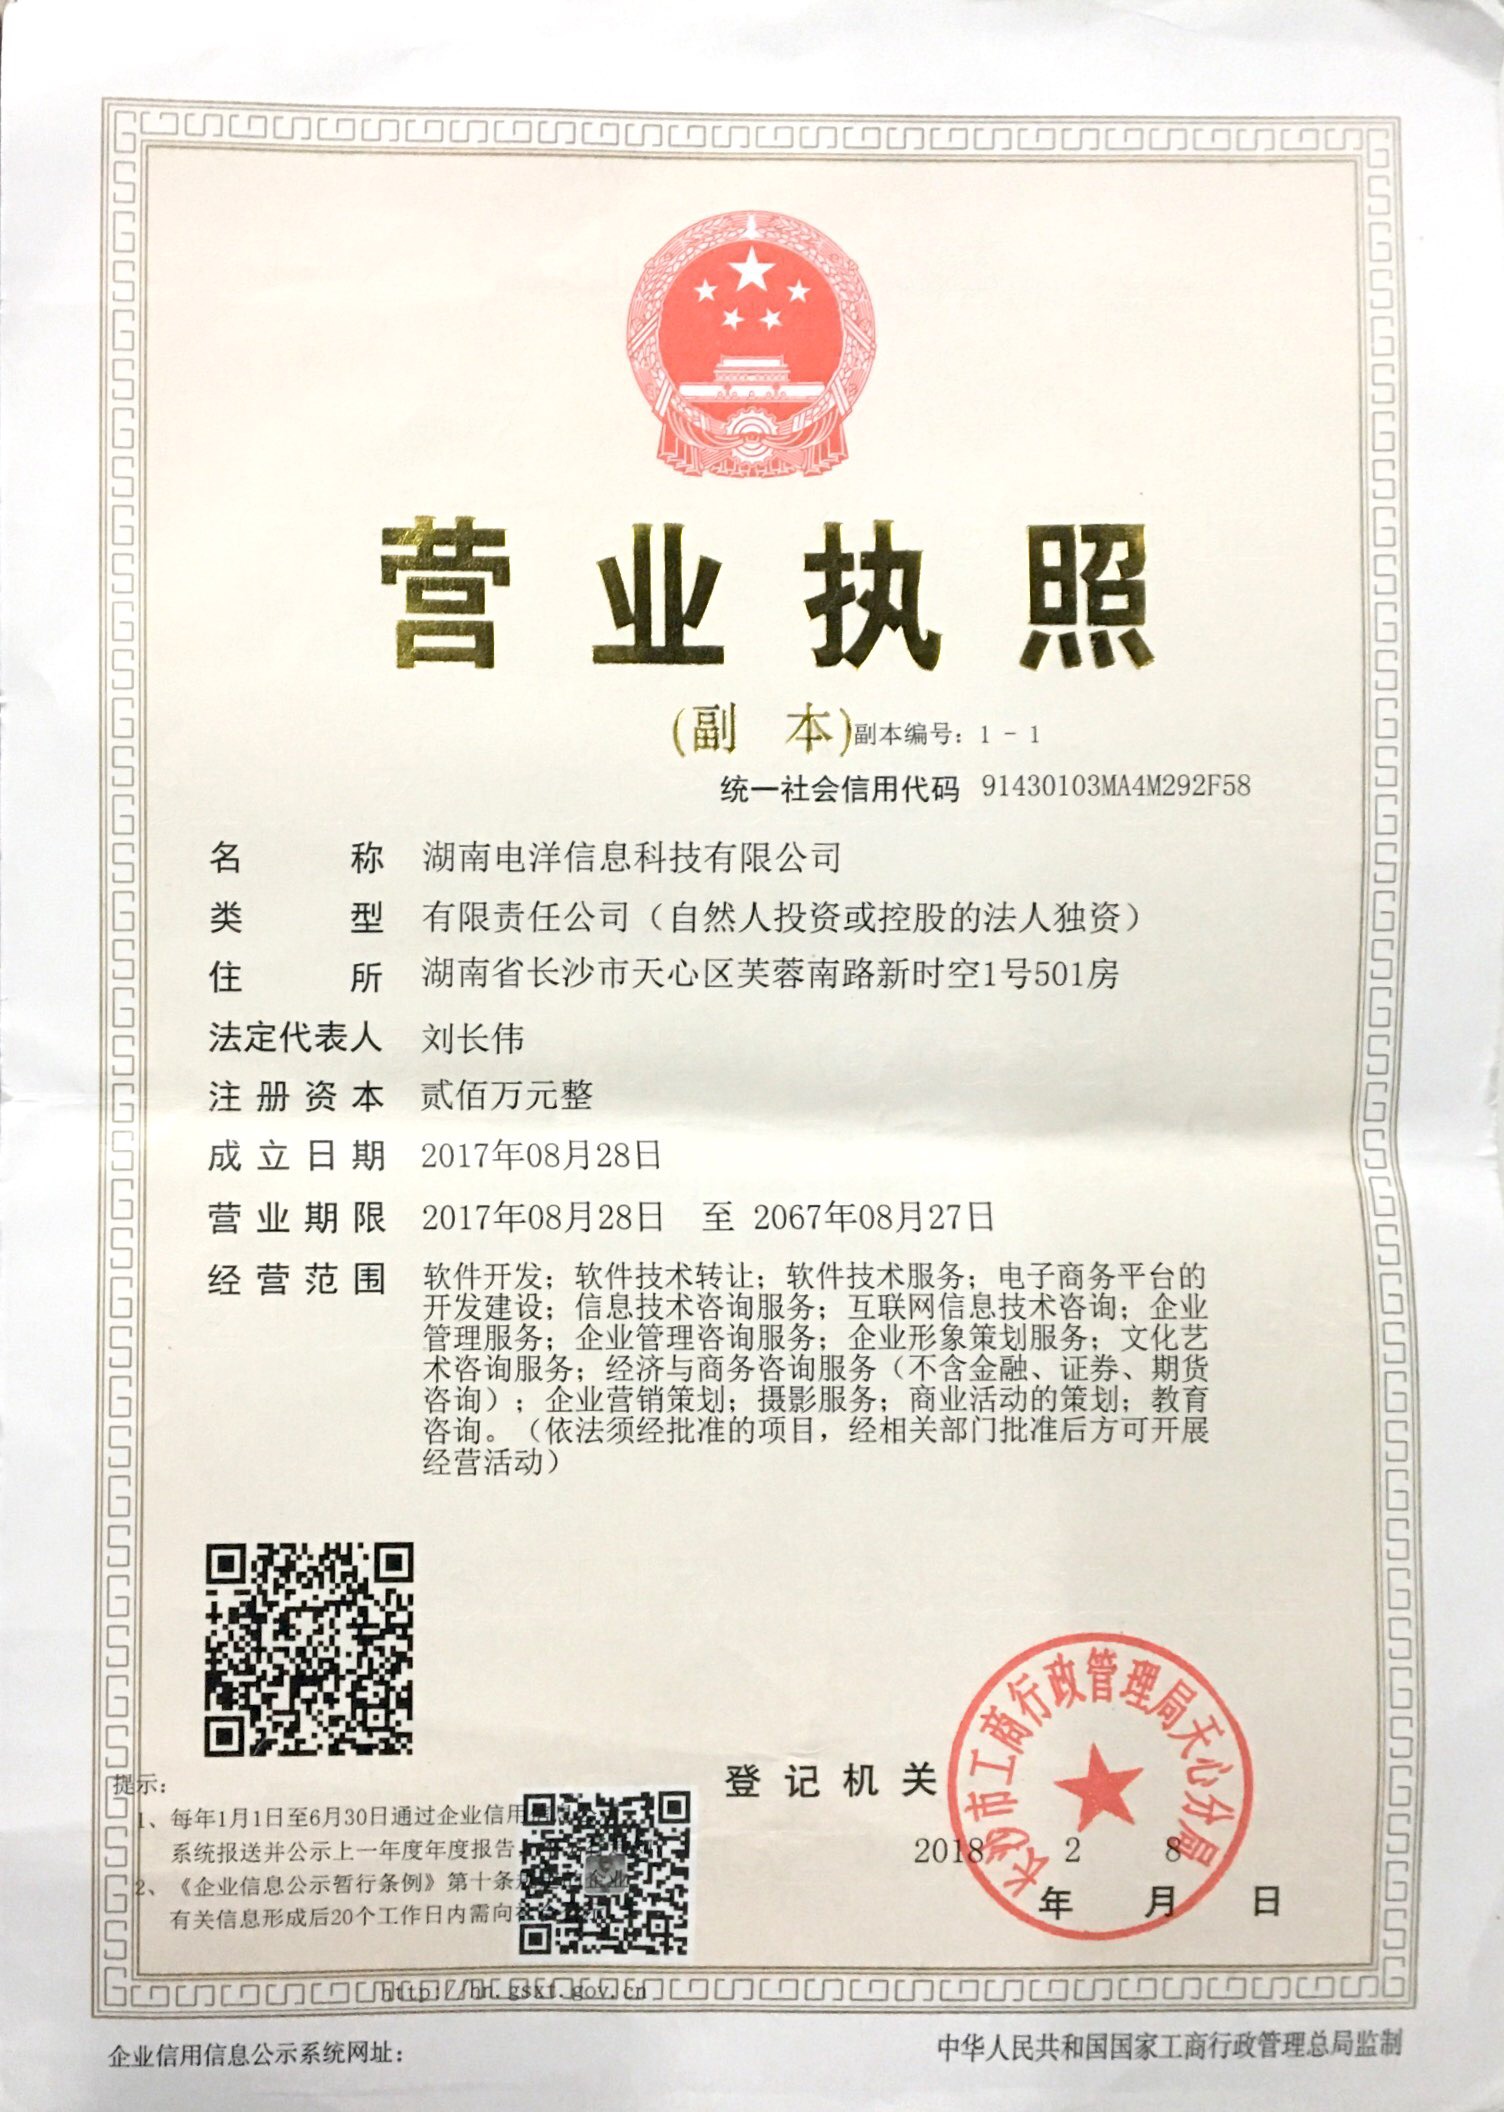 营业执照
(副 本)副本编号：1 - 1
统一社会信用代码 91430103MA4M292F58
名 称 湖南电洋信息科技有限公司
类 型 有限责任公司（自然人投资或控股的法人独资）
住 所 湖南省长沙市天心区芙蓉南路新时空1号501房
法定代表人 刘长伟
注册资本 贰佰万元整
成立日期 2017年08月28日
营业期限 2017年08月28日 至 2067年08月27日
经营范围 软件开发；软件技术转让；软件技术服务；电子商务平台的
开发建设；信息技术咨询服务；互联网信息技术咨询；企业
管理服务；企业管理咨询服务；企业形象策划服务；文化艺
术咨询服务；经济与商务咨询服务（不含金融、证券、期货
咨询）；企业营销策划；摄影服务；商业活动的策划；教育
咨询。（依法须经批准的项目，经相关部门批准后方可开展
经营活动）
长沙市工商行政管理局天心分局
登记机关
2018 2 8
年 月 日
提示：
1、每年1月1日至6月30日通过企业信用
系统报送并公示上一年度年度报告，
2、《企业信息公示暂行条例》第十条 企业
有关信息形成后20个工作日内需向
http://hn.gsxt.gov.cn
企业信用信息公示系统网址：
中华人民共和国国家工商行政管理总局监制